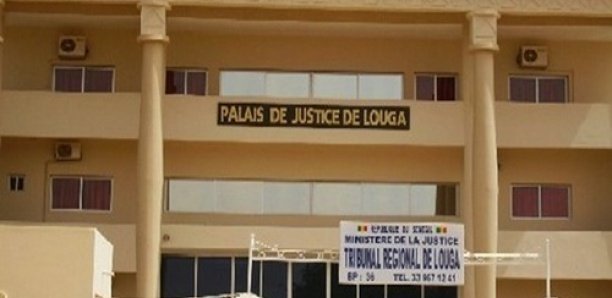 PALAIS DE JUSTICE DE LOUGA
REPUBLIQUE DU SENEGAL
MINISTERE DE LA JUSTICE
TRIBUNAL REGIONAL DE LOUGA
BP: 36 Tel: 33 967 12 41